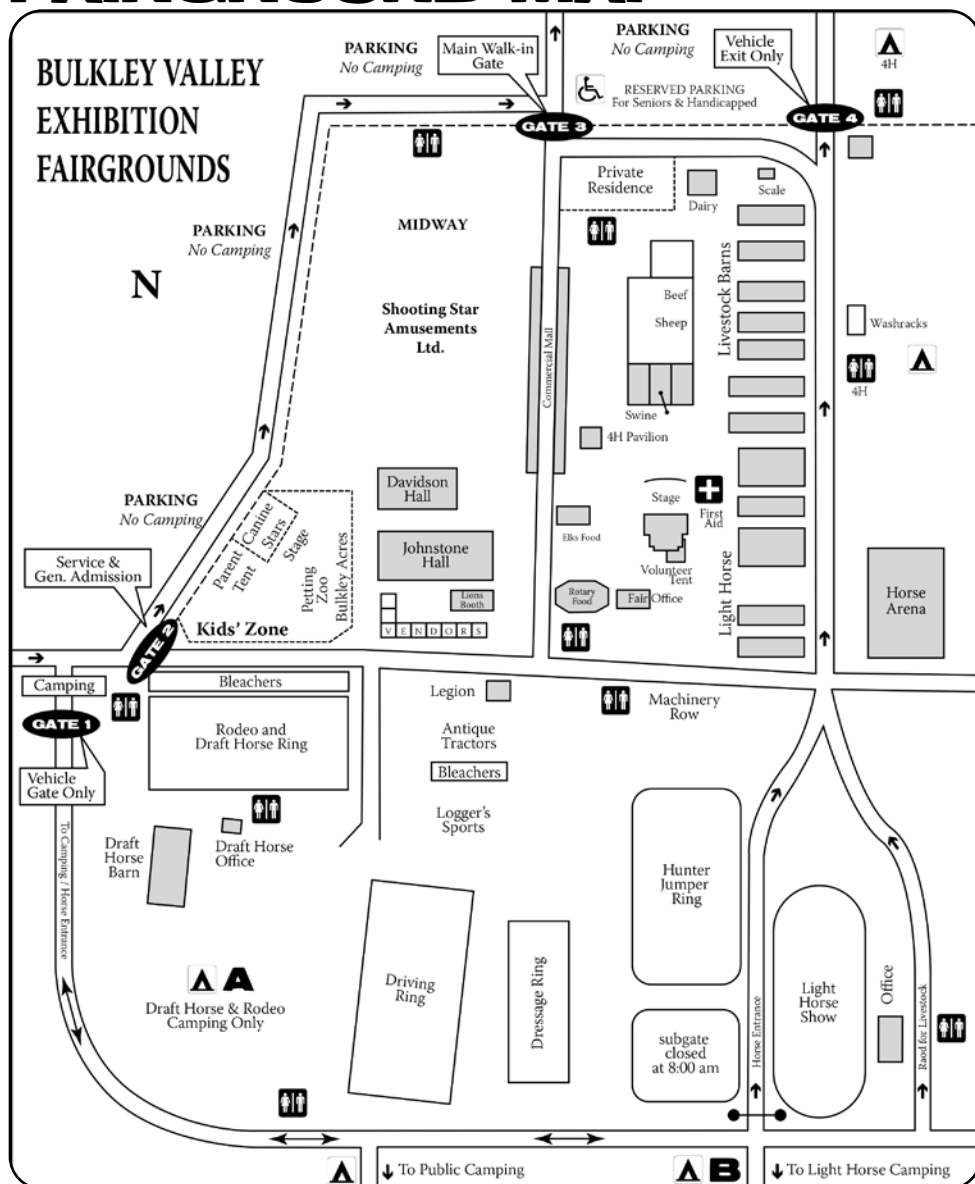 FAIRGROUND MAP
BULKLEY VALLEY
EXHIBITION
FAIRGROUNDS
PARKING
No Camping
Main Walk-in
Gate
PARKING
No Camping
Vehicle
Exit Only
4H
RESERVED PARKING
For Seniors & Handicapped
GATE 3
GATE 4
Private
Residence
Dairy
Scale
PARKING
No Camping
MIDWAY
N
Shooting Star
Amusements
Ltd.
Commercial Mall
Beef
Sheep
Swine
Livestock Barns
Washracks
4H
4H Pavilion
PARKING
No Camping
Davidson
Hall
Stage
First
Aid
Elks Food
Johnstone
Hall
Volunteer
Tent
Service &
Gen. Admission
Parent
Tent
Canine
Stars
Stage
Petting
Zoo
Bulkley Acres
Kids' Zone
Lions
Booth
VENDORS
Rotary
Food
Fair Office
Light Horse
Horse
Arena
GATE 2
Camping
GATE 1
Vehicle
Gate Only
Bleachers
Rodeo and
Draft Horse Ring
Legion
Antique
Tractors
Bleachers
Logger's
Sports
Machinery
Row
To Camping / Horse Entrance
Draft
Horse
Barn
Draft Horse
Office
Hunter
Jumper
Ring
A
Draft Horse & Rodeo
Camping Only
Driving
Ring
Dressage Ring
subgate
closed
at 8:00 am
Horse Entrance
Light
Horse
Show
Office
Raod for Livestock
To Public Camping
B
To Light Horse Camping